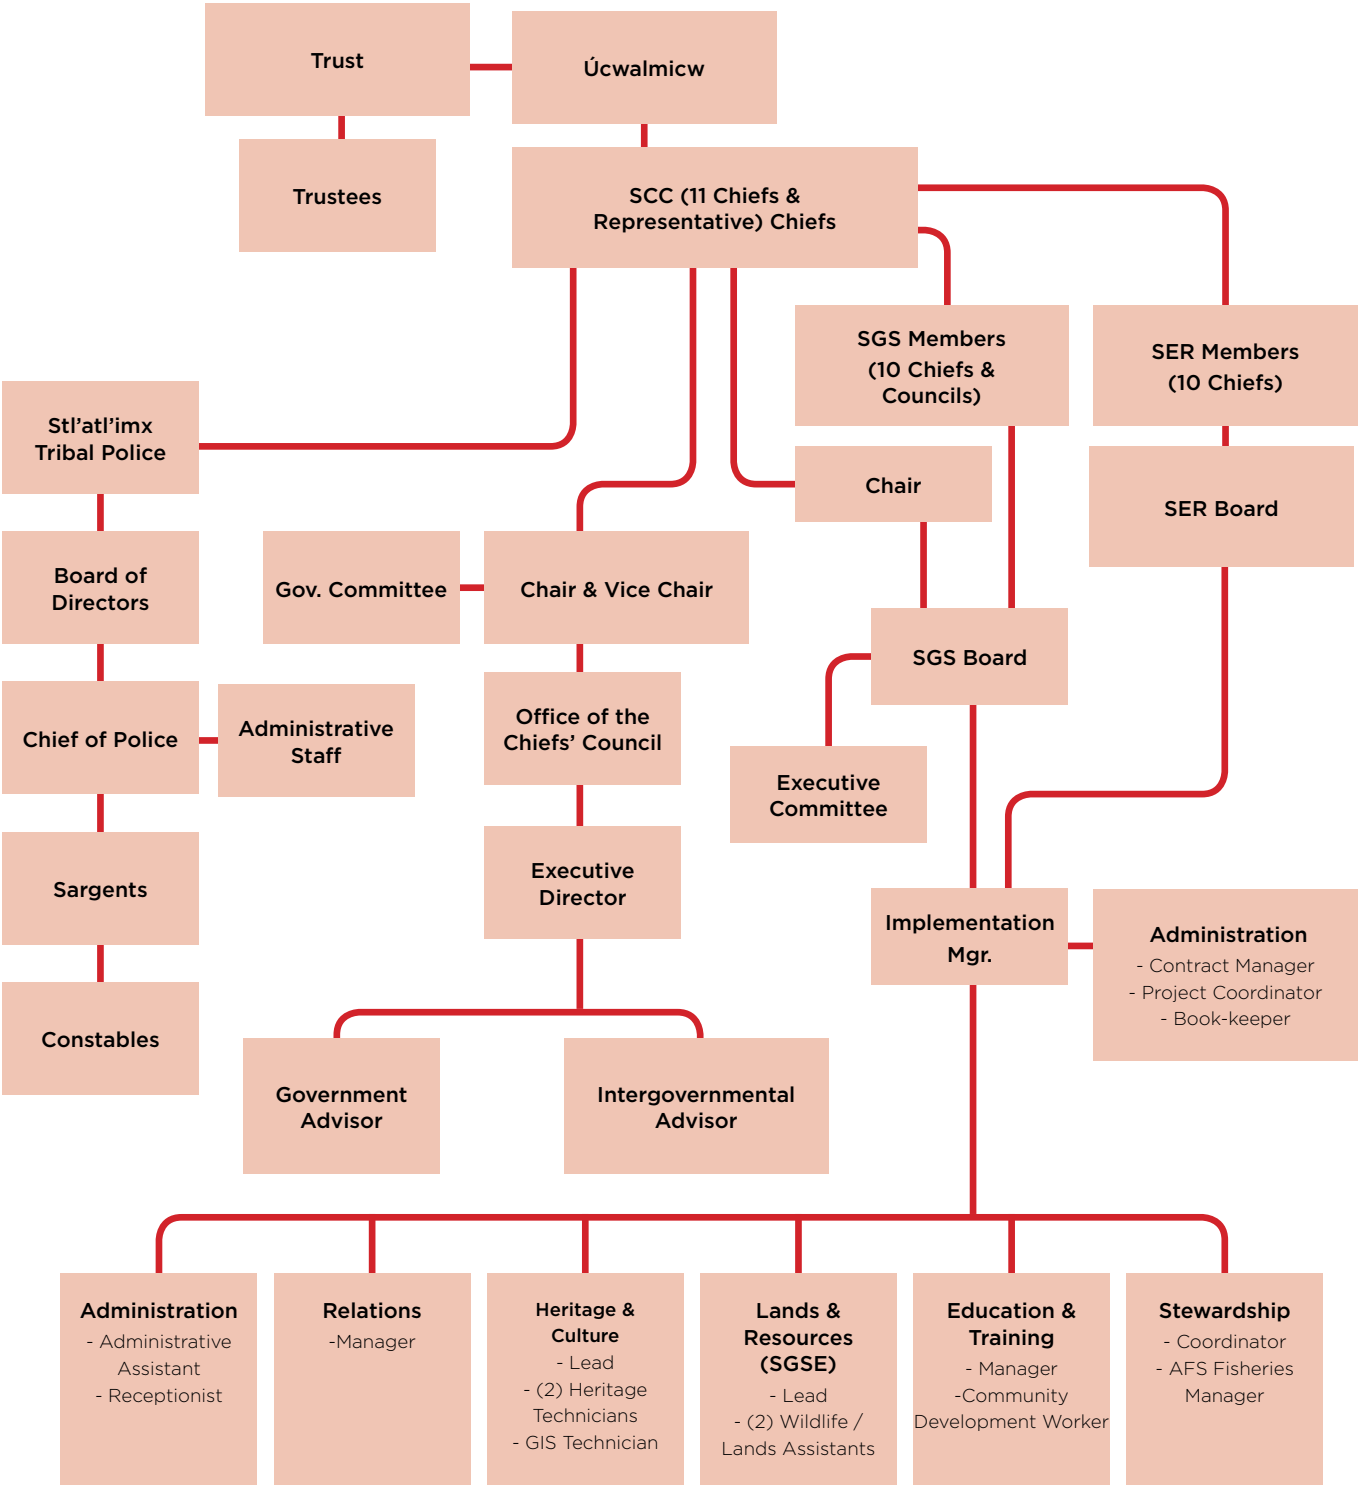 Trust
Úcwalmicw
Trustees
SCC (11 Chiefs &
Representative) Chiefs
SGS Members
(10 Chiefs &
Councils)
SER Members
(10 Chiefs)
Stl’atl’imx
Tribal Police
Chair
SER Board
Board of
Directors
Gov. Committee
Chair & Vice Chair
SGS Board
Chief of Police
Administrative
Staff
Office of the
Chiefs’ Council
Executive
Committee
Sargents
Executive
Director
Implementation
Mgr.
Administration
- Contract Manager
- Project Coordinator
- Book-keeper
Constables
Government
Advisor
Intergovernmental
Advisor
Administration
- Administrative
Assistant
- Receptionist
Relations
-Manager
Heritage &
Culture
- Lead
- (2) Heritage
Technicians
- GIS Technician
Lands &
Resources
(SGSE)
- Lead
- (2) Wildlife /
Lands Assistants
Education &
Training
- Manager
-Community
Development Worker
Stewardship
- Coordinator
- AFS Fisheries
Manager